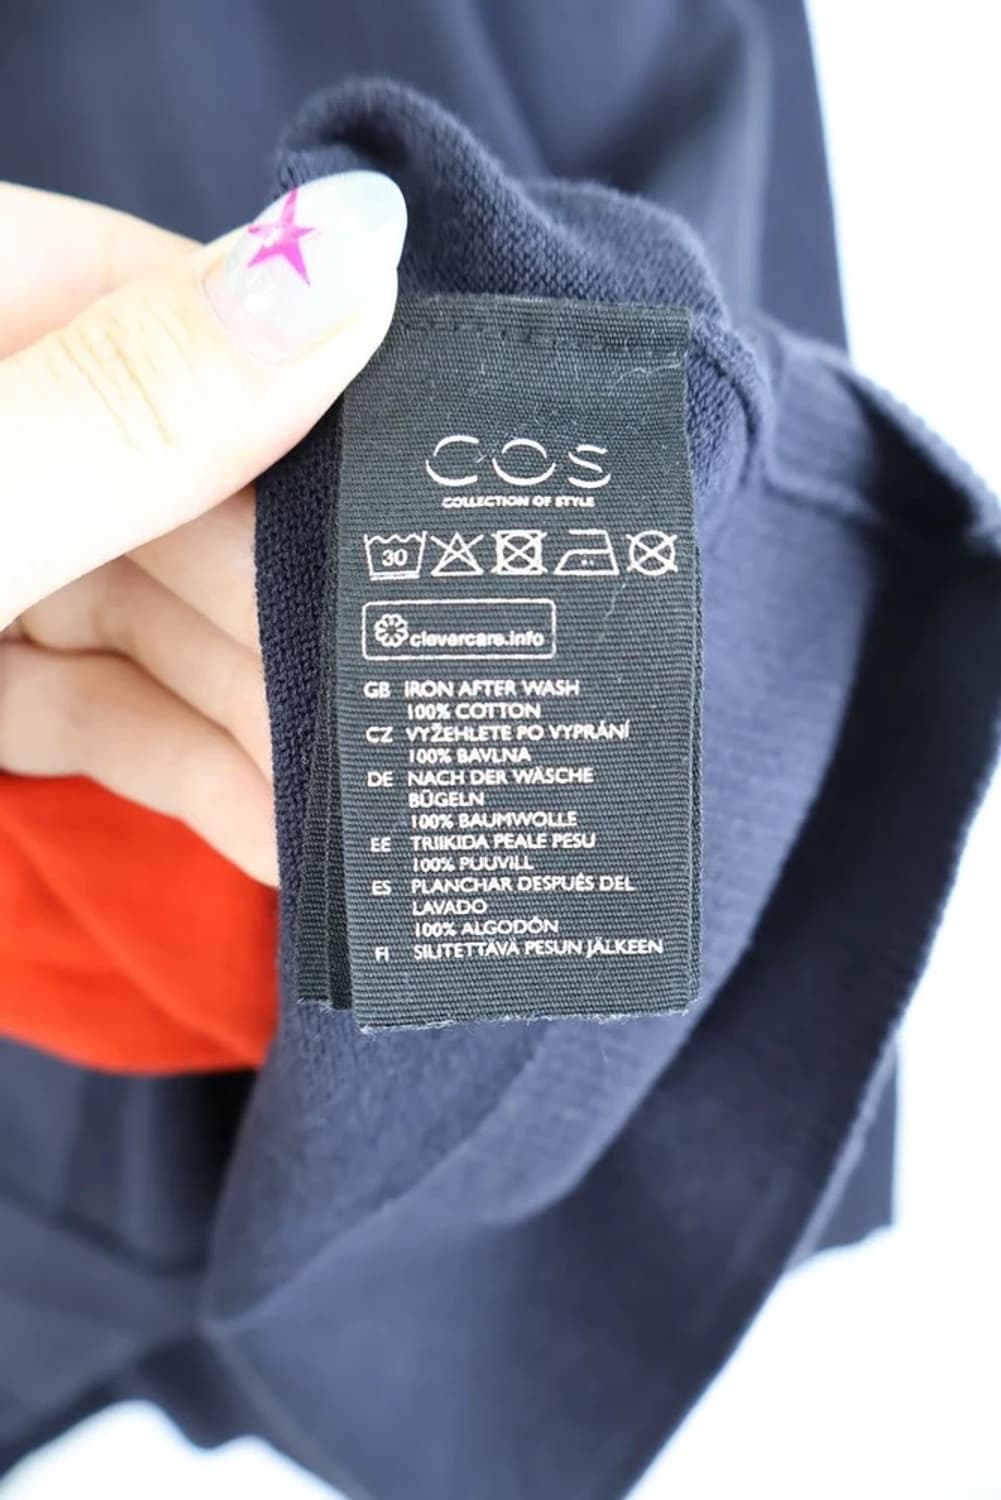 COS
COLLECTION OF STYLE
30
clevercare.info
GB IRON AFTER WASH
100% COTTON
CZ VYŽEHLETE PO VYPRÁNÍ
100% BAVLNA
DE NACH DER WÄSCHE
BÜGELN
100% BAUMWOLLE
EE TRIIKIDA PEALE PESU
100% PUUVILL
ES PLANCHAR DESPUÉS DEL
LAVADO
100% ALGODÓN
FI SILITETTÄVÄ PESUN JÄLKEEN